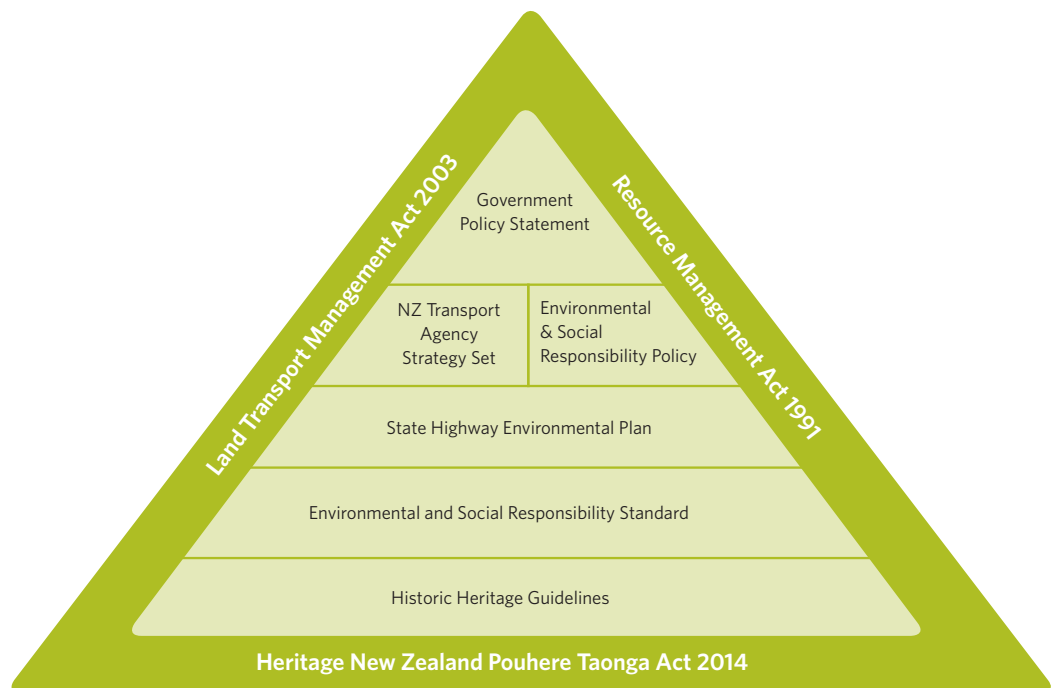 Land Transport Management Act 2003
Resource Management Act 1991
Government
Policy Statement
NZ Transport
Agency
Strategy Set
Environmental
& Social
Responsibility Policy
State Highway Environmental Plan
Environmental and Social Responsibility Standard
Historic Heritage Guidelines
Heritage New Zealand Pouhere Taonga Act 2014